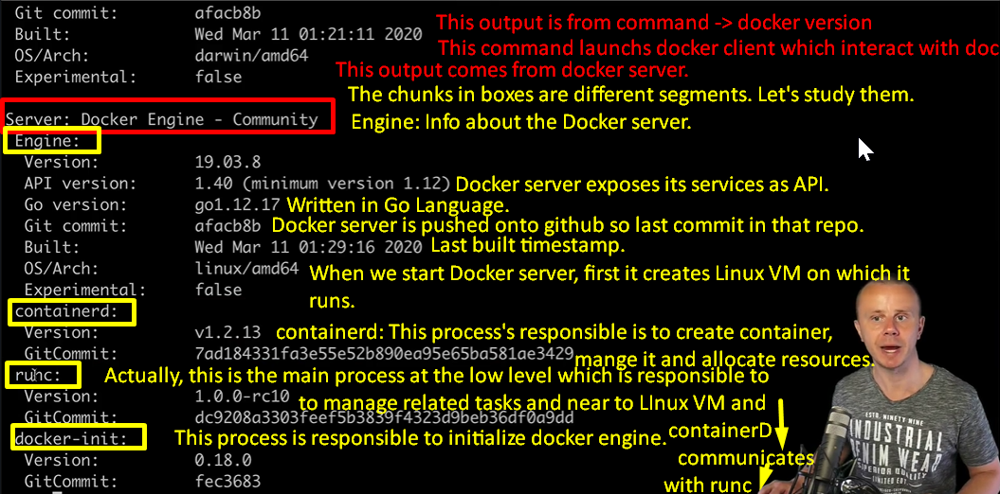 Git commit: afacb8b
This output is from command -> docker version
Built: Wed Mar 11 01:21:11 2020
This command launchs docker client which interact with doc
OS/Arch: darwin/amd64
Experimental: false
This output comes from docker server.
The chunks in boxes are different segments. Let's study them.
Server: Docker Engine - Community
Engine: Info about the Docker server.
Engine:
Version: 19.03.8
API version: 1.40 (minimum version 1.12) Docker server exposes its services as API.
Go version: go1.12.17 Written in Go Language.
Git commit: afacb8b Docker server is pushed onto github so last commit in that repo.
Built: Wed Mar 11 01:29:16 2020 Last built timestamp.
OS/Arch: linux/amd64
When we start Docker server, first it creates Linux VM on which it
runs.
Experimental: false
containerd:
Version: v1.2.13
containerd: This process's responsible is to create container,
mange it and allocate resources.
GitCommit: 7ad184331fa3e55e52b890ea95e65ba581ae3429
runc:
Actually, this is the main process at the low level which is responsible to
to manage related tasks and near to LInux VM and
containerD
communicates
with runc
Version: 1.0.0-rc10
GitCommit: dc9208a3303feef5b3839f4323d9beb36df0a9dd
docker-init: This process is responsible to initialize docker engine.
Version: 0.18.0
GitCommit: fec3683
ESTD. NINETY NINE
INDUSTRIAL
DENIM WEAR
SUPERIOR QUALITY